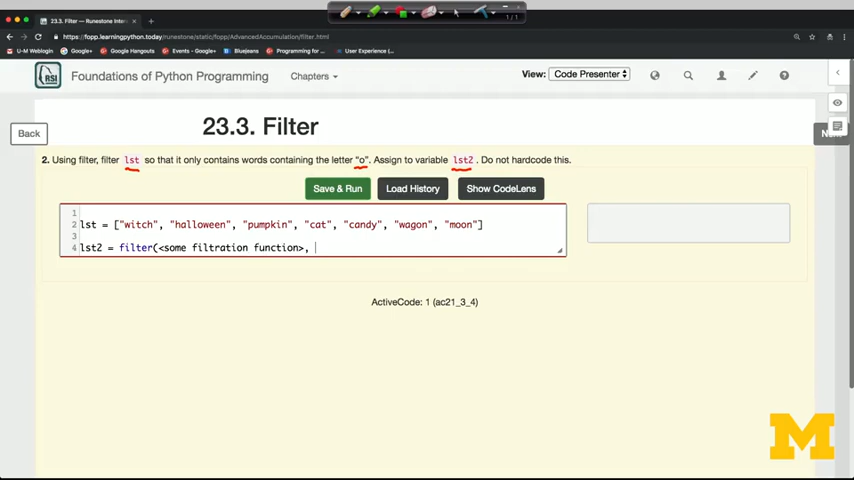 23.3. Filter — Runestone Inter
1 / 1
https://fopp.learningpython.today/runestone/static/fopp/AdvancedAccumulation/filter.html
U-M Weblogin Google+ Google Hangouts Events - Google+ Bluejeans Programming for ... User Experience (...
RSI Foundations of Python Programming Chapters View: Code Presenter
Back
23.3. Filter
2. Using filter, filter lst so that it only contains words containing the letter “o”. Assign to variable lst2 . Do not hardcode this.
Save & Run Load History Show CodeLens
1
2 lst = ["witch", "halloween", "pumpkin", "cat", "candy", "wagon", "moon"]
3
4 lst2 = filter(<some filtration function>,
ActiveCode: 1 (ac21_3_4)
M